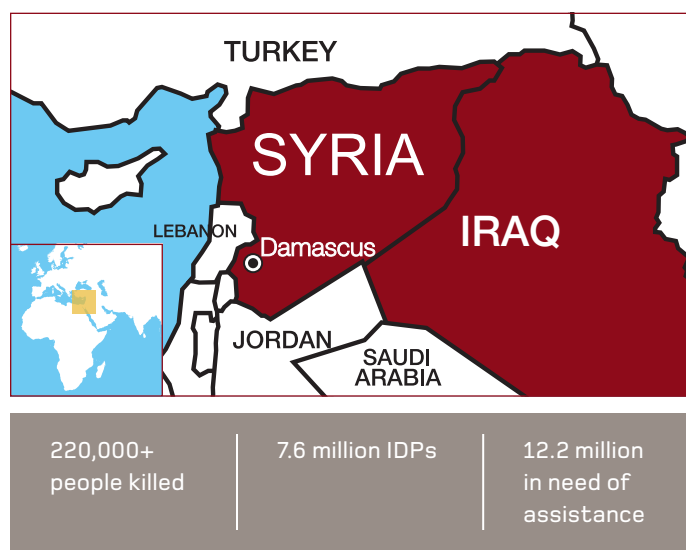 TURKEY
SYRIA
LEBANON
Damascus
IRAQ
JORDAN
SAUDI
ARABIA
220,000+
people killed
7.6 million IDPs
12.2 million
in need of
assistance